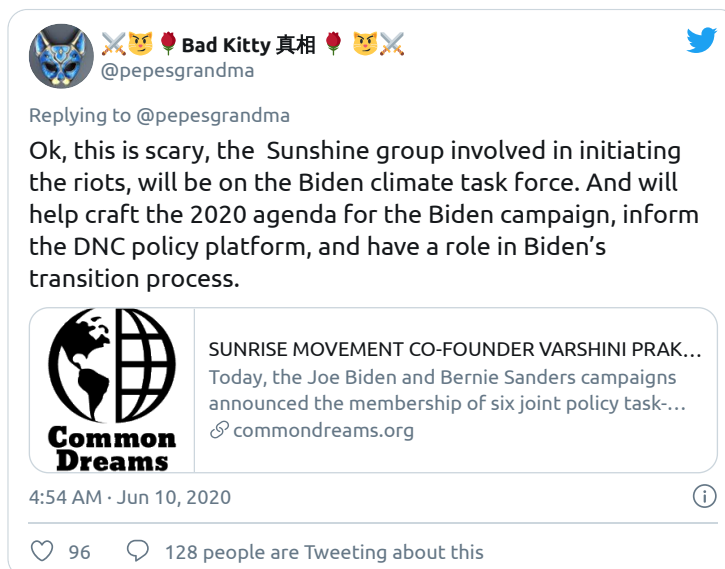 ⚔️😼🌹Bad Kitty 真相 🌹 😼⚔️
@pepesgrandma
Replying to @pepesgrandma
Ok, this is scary, the  Sunshine group involved in initiating
the riots, will be on the Biden climate task force. And will
help craft the 2020 agenda for the Biden campaign, inform
the DNC policy platform, and have a role in Biden’s
transition process.
Common
Dreams
SUNRISE MOVEMENT CO-FOUNDER VARSHINI PRAK...
Today, the Joe Biden and Bernie Sanders campaigns
announced the membership of six joint policy task-...
commondreams.org
4:54 AM · Jun 10, 2020
96
128 people are Tweeting about this